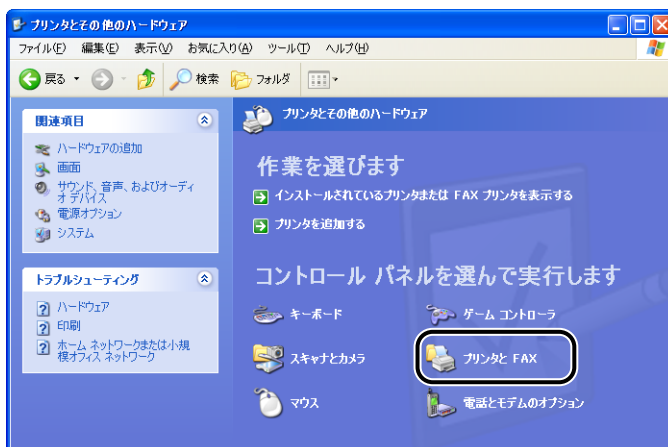 プリンタとその他のハードウェア
ファイル(F) 編集(E) 表示(V) お気に入り(A) ツール(T) ヘルプ(H)
戻る 検索 フォルダ
関連項目
ハードウェアの追加
画面
サウンド、音声、およびオーディ
オ デバイス
電源オプション
システム
トラブルシューティング
ハードウェア
印刷
ホーム ネットワークまたは小規
模オフィス ネットワーク
プリンタとその他のハードウェア
作業を選びます
インストールされているプリンタまたは FAX プリンタを表示する
プリンタを追加する
コントロール パネルを選んで実行します
キーボード
ゲーム コントローラ
スキャナとカメラ
プリンタと FAX
マウス
電話とモデムのオプション